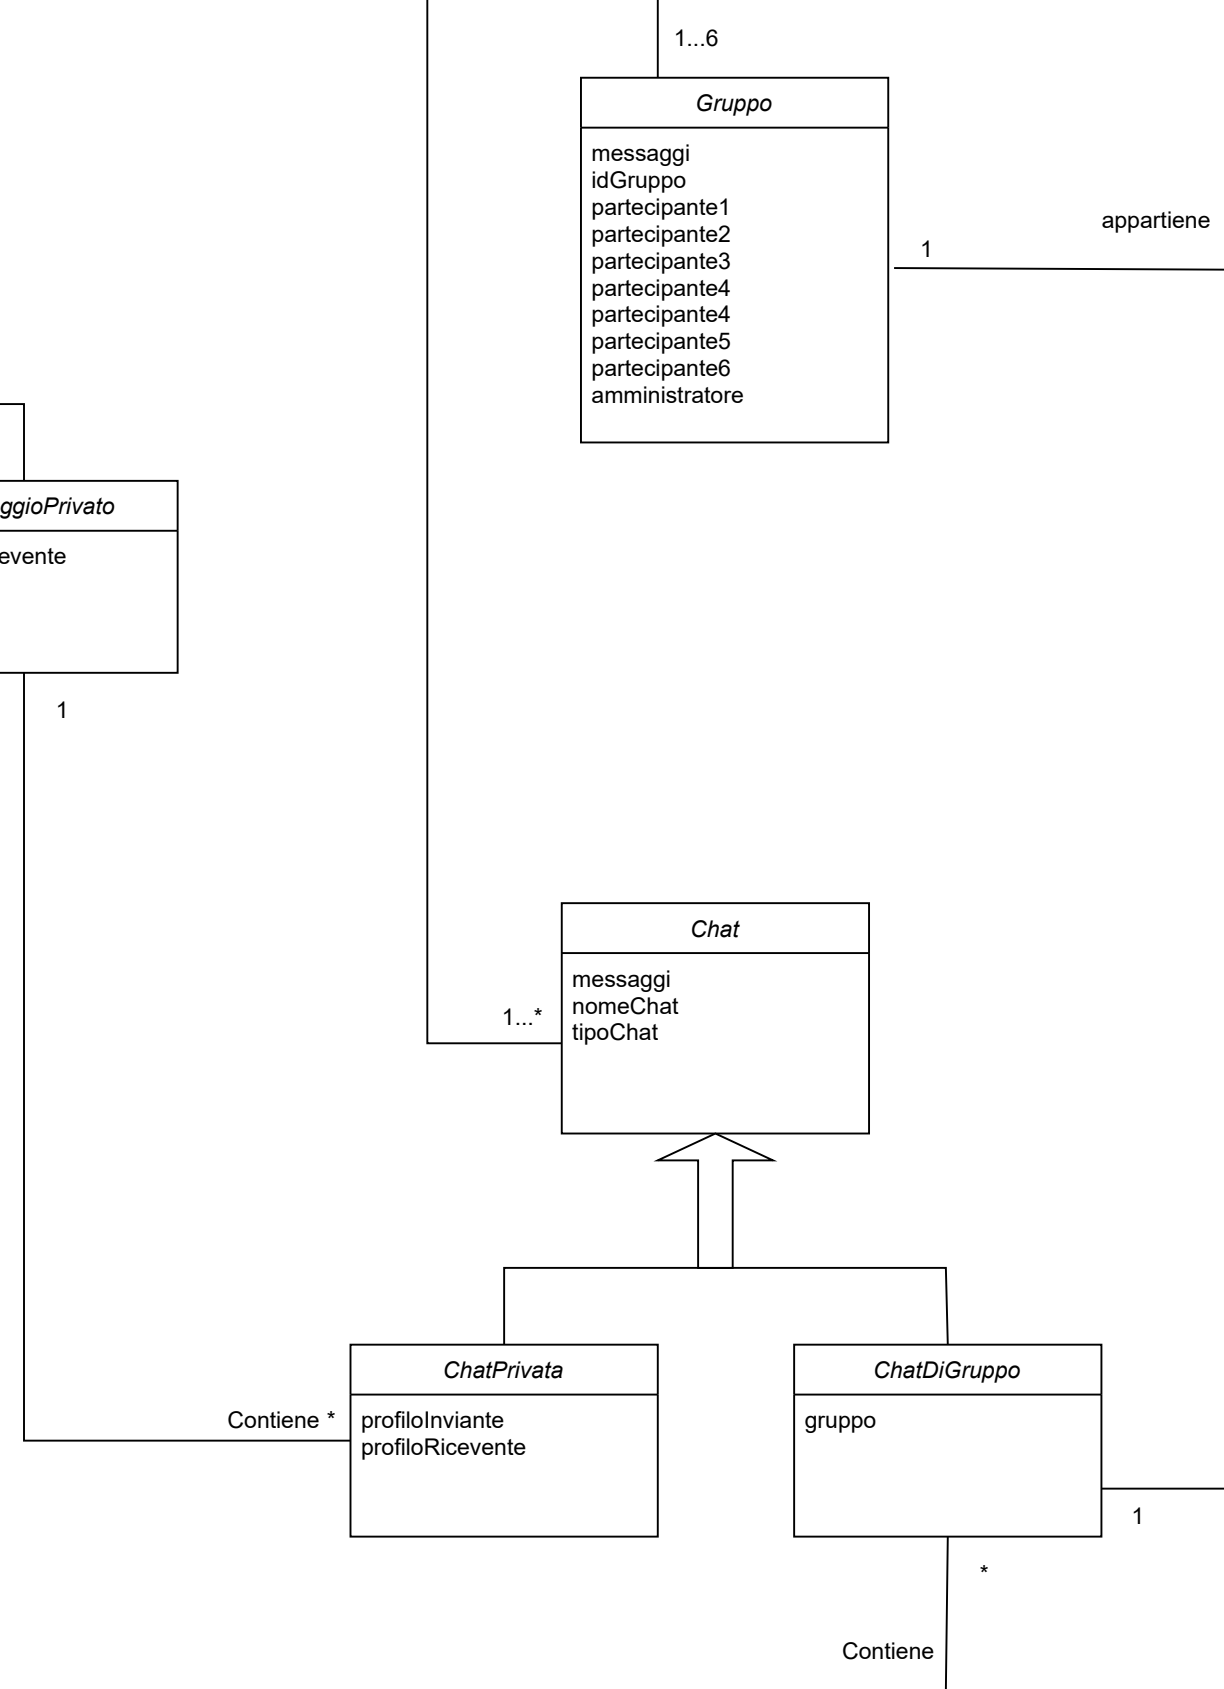 1...6
Gruppo
messaggi
idGruppo
partecipante1
partecipante2
partecipante3
partecipante4
partecipante4
partecipante5
partecipante6
amministratore
appartiene
1
ggioPrivato
evente
1
Chat
messaggi
nomeChat
tipoChat
1...*
ChatPrivata
profiloInviante
profiloRicevente
Contiene *
ChatDiGruppo
gruppo
1
*
Contiene